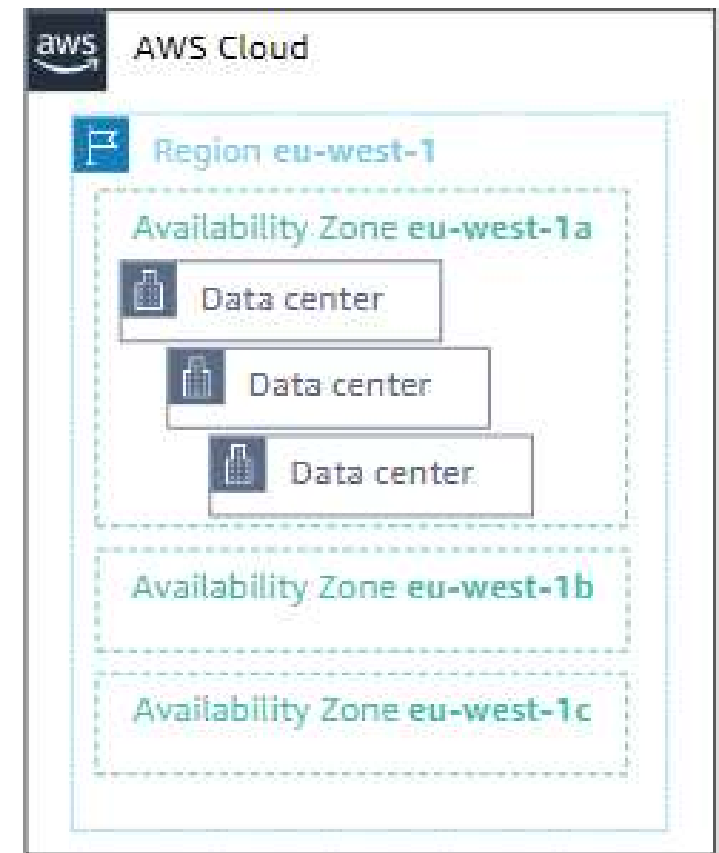 aws
AWS Cloud
Region eu-west-1
Availability Zone eu-west-1a
Data center
Data center
Data center
Availability Zone eu-west-1b
Availability Zone eu-west-1c